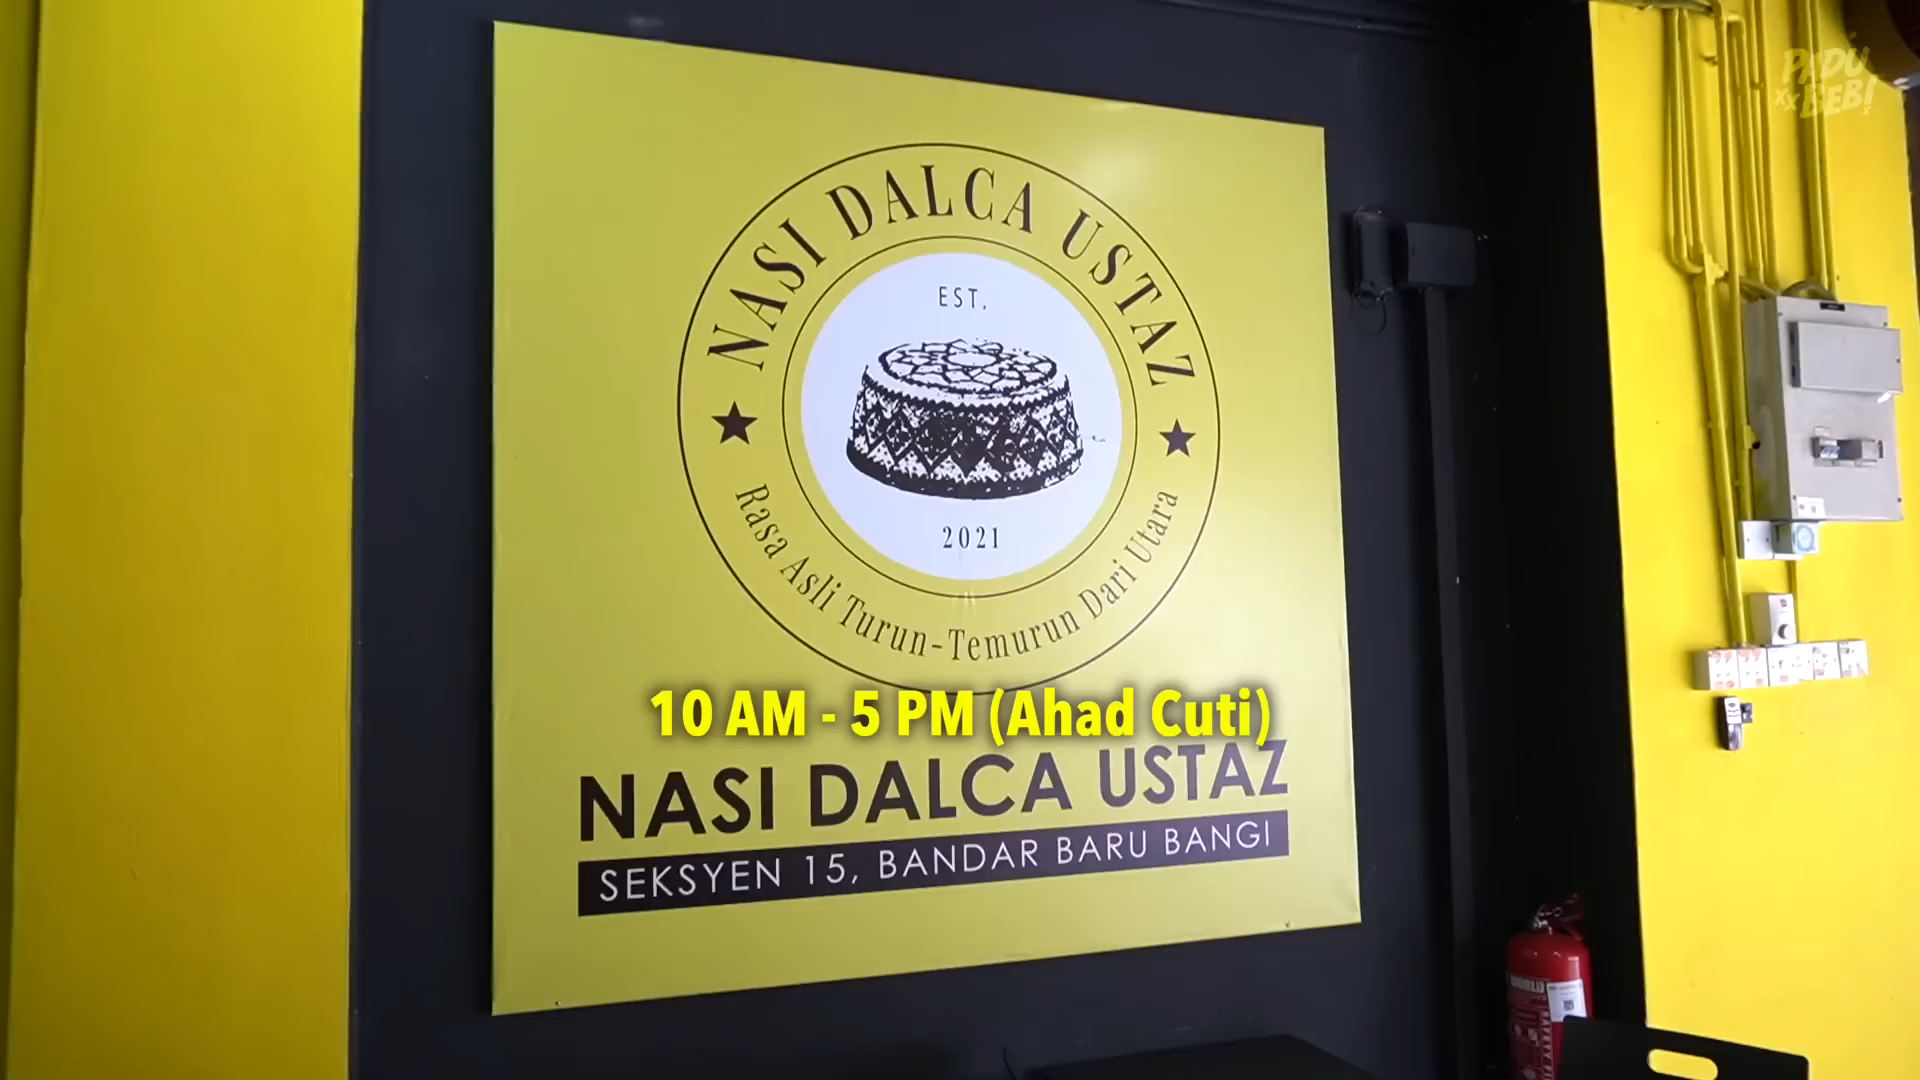 PADU
BEBI
NASI DALCA USTAZ
EST.
2021
Rasa Asli Turun-Temurun Dari Utara
10 AM - 5 PM (Ahad Cuti)
NASI DALCA USTAZ
SEKSYEN 15, BANDAR BARU BANGI